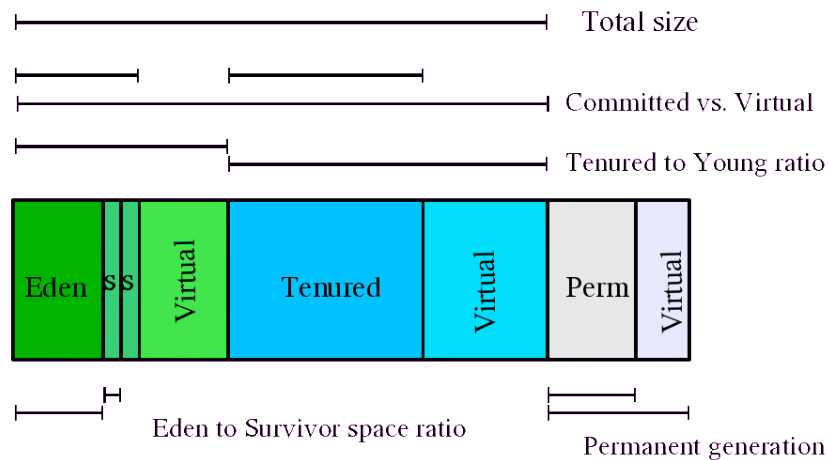 Total size
Committed vs. Virtual
Tenured to Young ratio
Eden
s
s
Virtual
Tenured
Virtual
Perm
Virtual
Eden to Survivor space ratio
Permanent generation